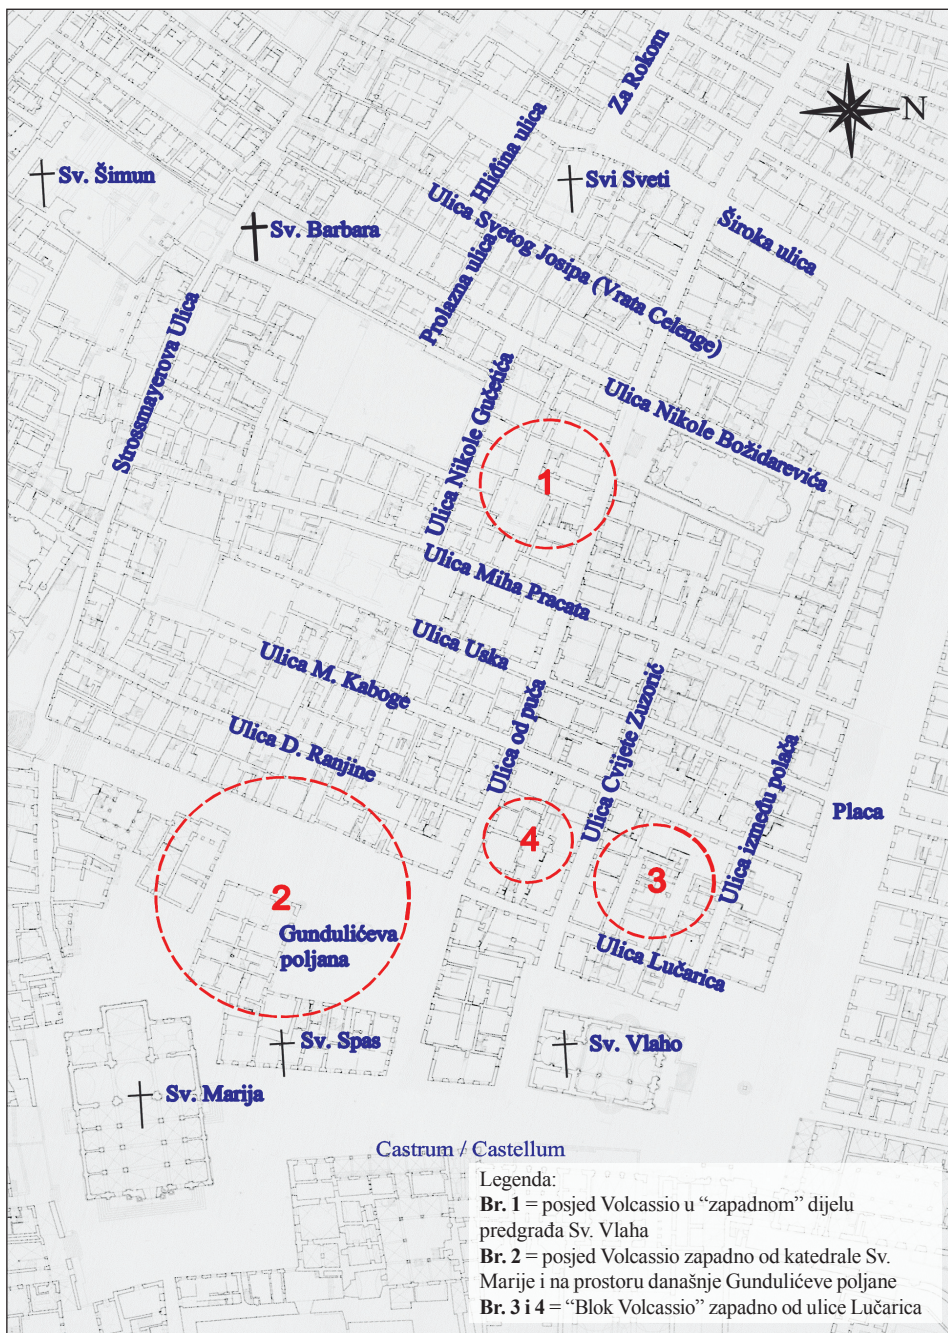 Za Rokom
N
Hliđina ulica
Sv. Šimun
Svi Sveti
Ulica Svetog Josipa (Vrata Celenge)
Široka ulica
Sv. Barbara
Prolazna ulica
Strossmayerova Ulica
Ulica Nikole Gučetića
Ulica Nikole Božidarevića
1
Ulica Miha Pracata
Ulica Uska
Ulica M. Kaboge
Ulica od puča
Ulica Cvijete Zuzorić
Ulica D. Ranjine
Ulica između polača
Placa
4
3
2
Gundulićeva
poljana
Ulica Lučarica
Sv. Spas
Sv. Vlaho
Sv. Marija
Castrum / Castellum
Legenda:
Br. 1 = posjed Volcassio u “zapadnom” dijelu
predgrađa Sv. Vlaha
Br. 2 = posjed Volcassio zapadno od katedrale Sv.
Marije i na prostoru današnje Gundulićeve poljane
Br. 3 i 4 = “Blok Volcassio” zapadno od ulice Lučarica